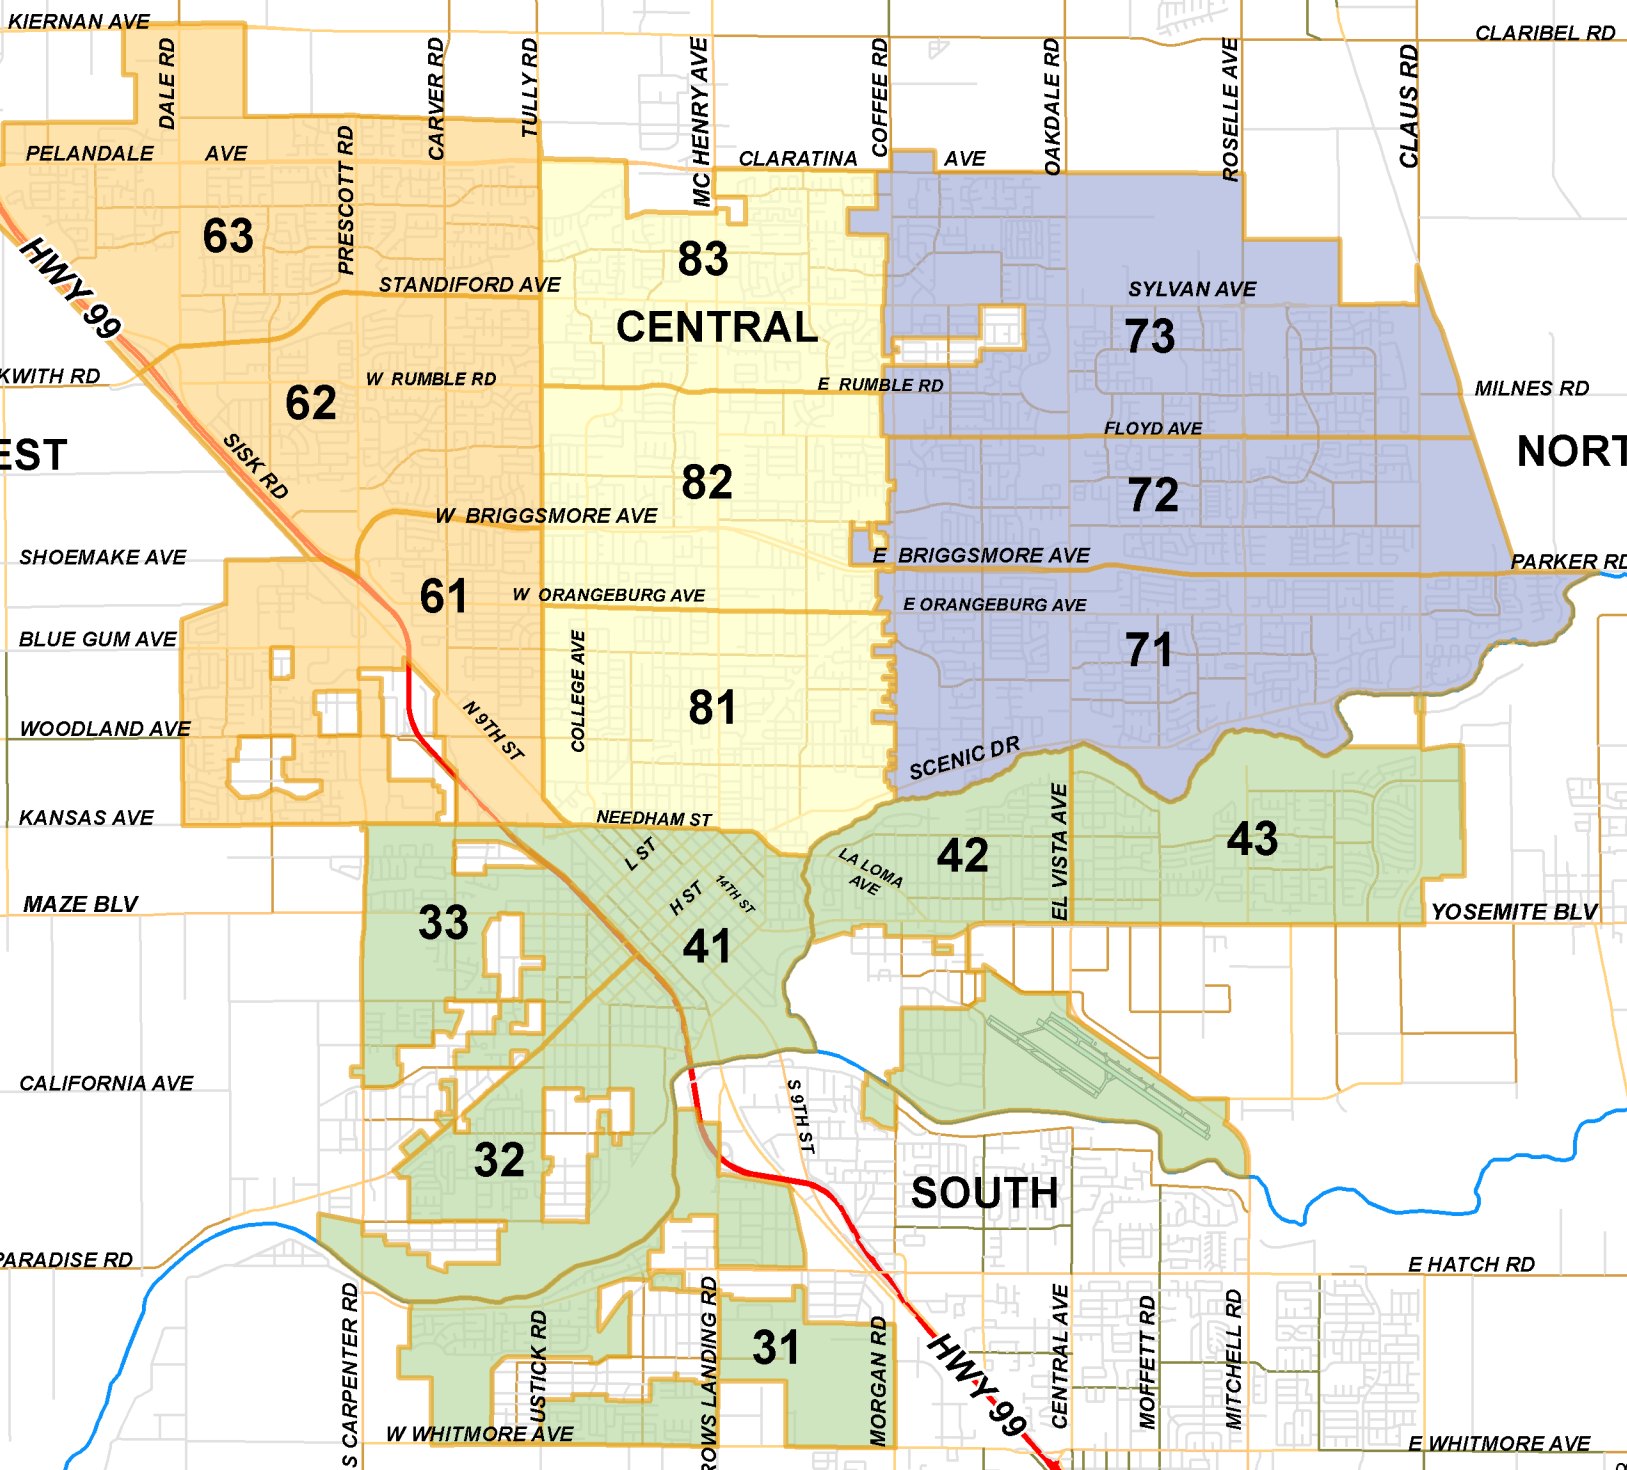 KIERNAN AVE
CLARIBEL RD
DALE RD
CARVER RD
TULLY RD
MC HENRY AVE
COFFEE RD
OAKDALE RD
ROSELLE AVE
CLAUS RD
PELANDALE AVE
PRESCOTT RD
CLARATINA AVE
63
83
HWY 99
STANDIFORD AVE
SYLVAN AVE
CENTRAL
73
KWITH RD
W RUMBLE RD
E RUMBLE RD
MILNES RD
62
FLOYD AVE
EST
SISK RD
NORT
82
72
W BRIGGSMORE AVE
SHOEMAKE AVE
E BRIGGSMORE AVE
PARKER RD
61
W ORANGEBURG AVE
E ORANGEBURG AVE
BLUE GUM AVE
COLLEGE AVE
71
81
WOODLAND AVE
N 9TH ST
SCENIC DR
KANSAS AVE
NEEDHAM ST
EL VISTA AVE
L ST
42
43
LA LOMA
AVE
H ST
14TH ST
MAZE BLV
YOSEMITE BLV
33
41
CALIFORNIA AVE
S 9TH ST
32
SOUTH
PARADISE RD
E HATCH RD
S CARPENTER RD
USTICK RD
ROWS LANDING RD
31
MORGAN RD
HWY 99
CENTRAL AVE
MOFFETT RD
MITCHELL RD
W WHITMORE AVE
E WHITMORE AVE